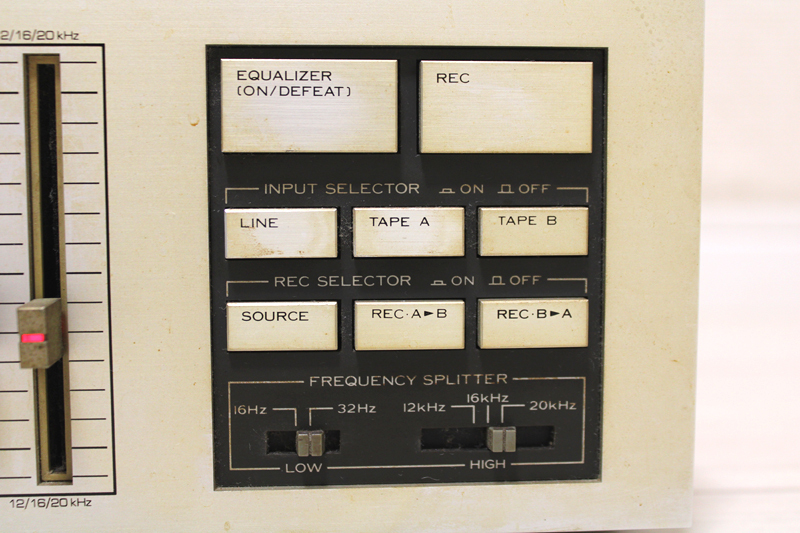 2/16/20 kHz
EQUALIZER
(ON/DEFEAT)
REC
INPUT SELECTOR ON OFF
LINE
TAPE A
TAPE B
REC SELECTOR ON OFF
SOURCE
REC·A►B
REC·B►A
FREQUENCY SPLITTER
16Hz 32Hz 12kHz 16kHz 20kHz
LOW HIGH
12/16/20 kHz